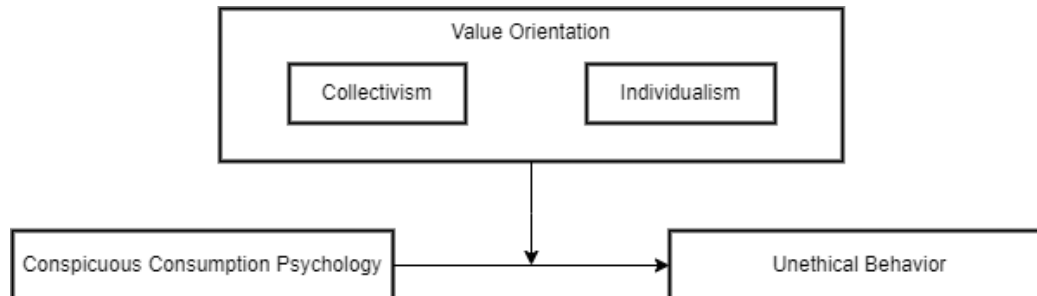 Value Orientation
Collectivism
Individualism
Conspicuous Consumption Psychology
Unethical Behavior